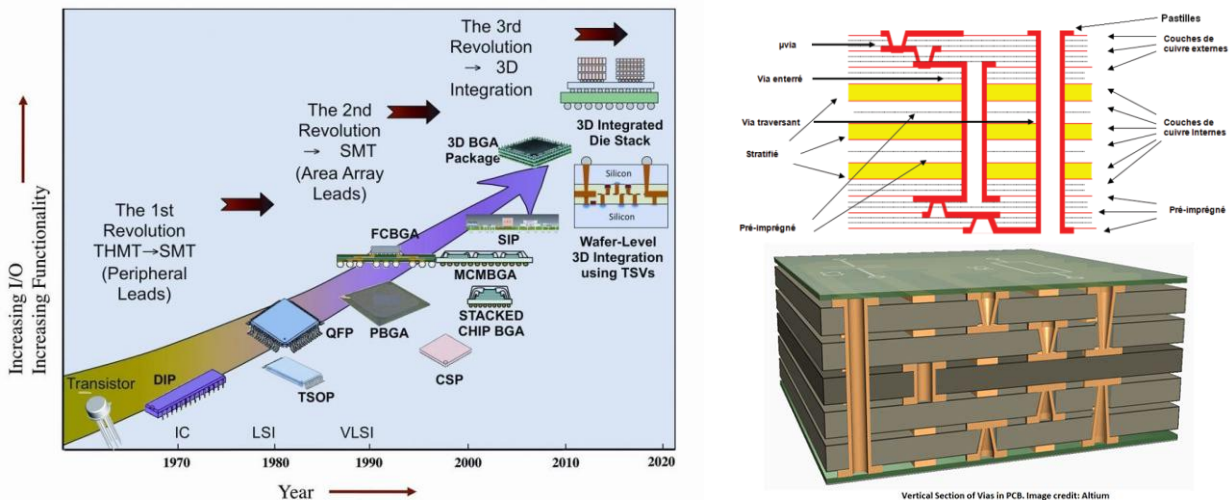 Increasing I/O
Increasing Functionality
The 1st
Revolution
THMT→SMT
(Peripheral
Leads)
The 2nd
Revolution
→ SMT
(Area Array
Leads)
The 3rd
Revolution
→ 3D
Integration
3D Integrated
Die Stack
3D BGA
Package
Silicon
Silicon
Wafer-Level
3D Integration
using TSVs
SIP
FCBGA
MCMBGA
STACKED
CHIP BGA
QFP
PBGA
CSP
TSOP
DIP
Transistor
IC
LSI
VLSI
1970
1980
1990
2000
2010
2020
Year
Pastilles
µvia
Couches de
cuivre externes
Via enterré
Via traversant
Couches de
cuivre Internes
Stratifié
Pré-imprégné
Pré-imprégné
Vertical Section of Vias in PCB. Image credit: Altium